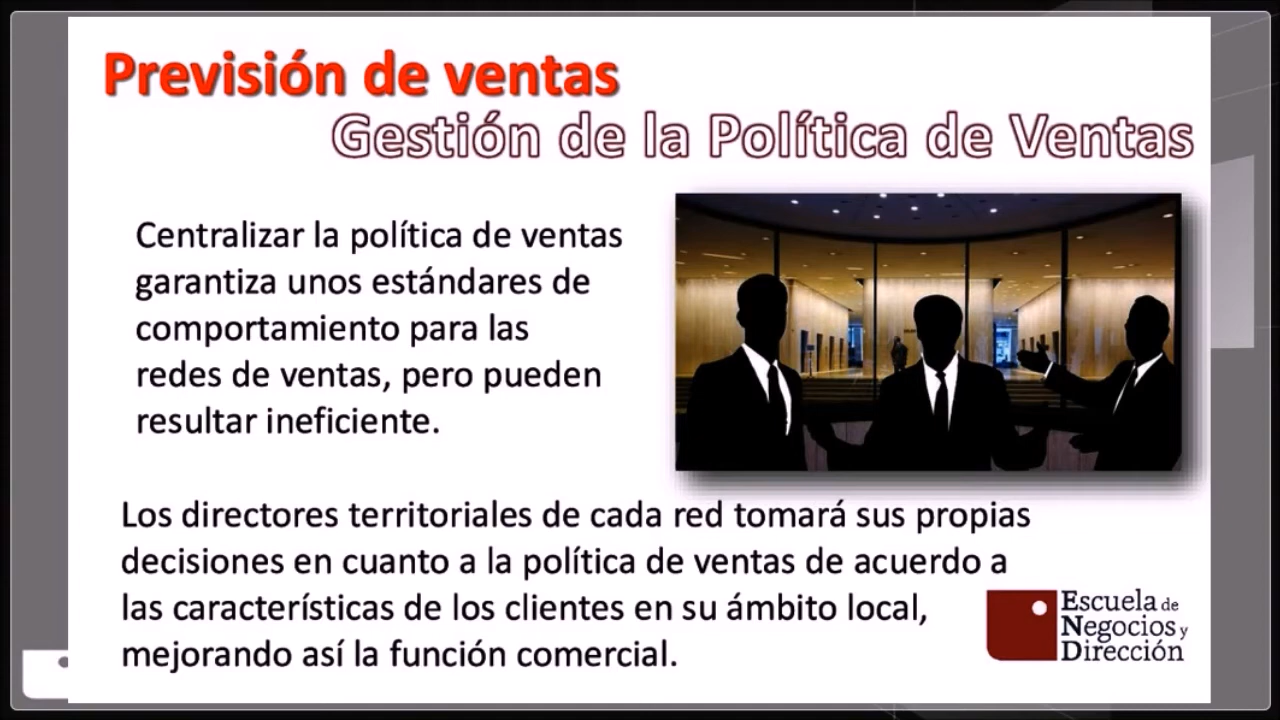 Previsión de ventas
Gestión de la Política de Ventas
Centralizar la política de ventas
garantiza unos estándares de
comportamiento para las
redes de ventas, pero pueden
resultar ineficiente.
Los directores territoriales de cada red tomará sus propias
decisiones en cuanto a la política de ventas de acuerdo a
las características de los clientes en su ámbito local,
mejorando así la función comercial.
Escuela de
Negocios y
Dirección